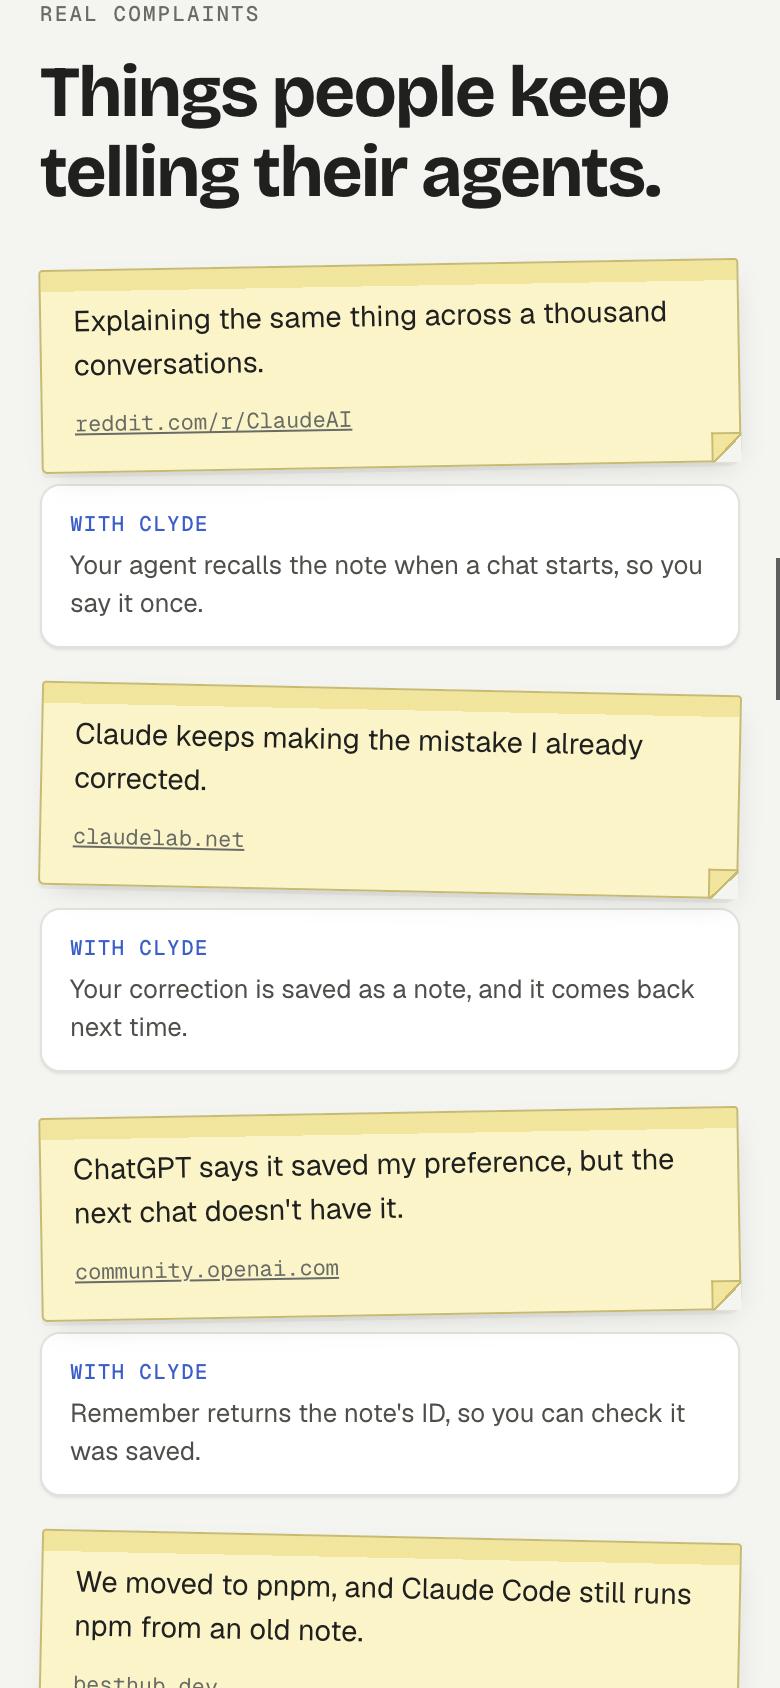 REAL COMPLAINTS
Things people keep
telling their agents.
Explaining the same thing across a thousand
conversations.
reddit.com/r/ClaudeAI
WITH CLYDE
Your agent recalls the note when a chat starts, so you
say it once.
Claude keeps making the mistake I already
corrected.
claudelab.net
WITH CLYDE
Your correction is saved as a note, and it comes back
next time.
ChatGPT says it saved my preference, but the
next chat doesn't have it.
community.openai.com
WITH CLYDE
Remember returns the note's ID, so you can check it
was saved.
We moved to pnpm, and Claude Code still runs
npm from an old note.
besthub.dev